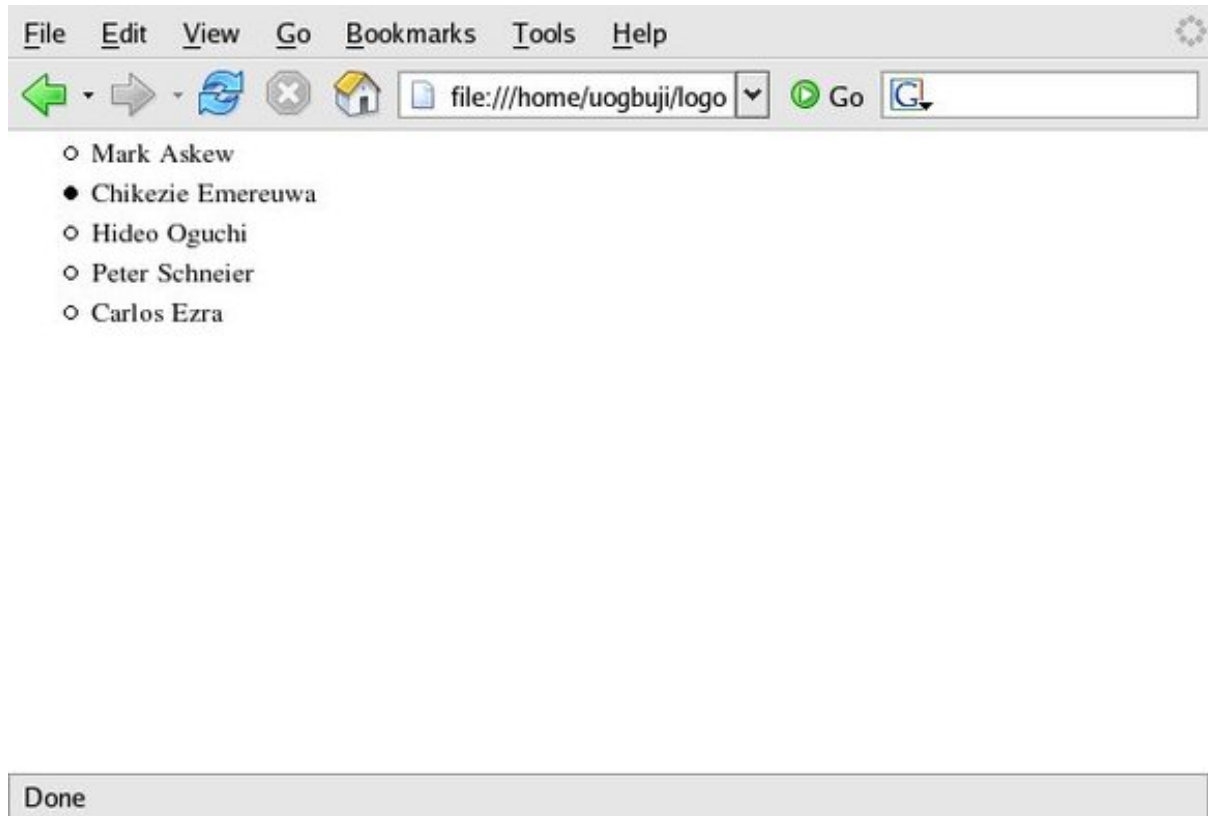 File Edit View Go Bookmarks Tools Help
file:///home/uogbuji/logo Go G
Mark Askew
Chikezie Emereuwa
Hideo Oguchi
Peter Schneier
Carlos Ezra
Done